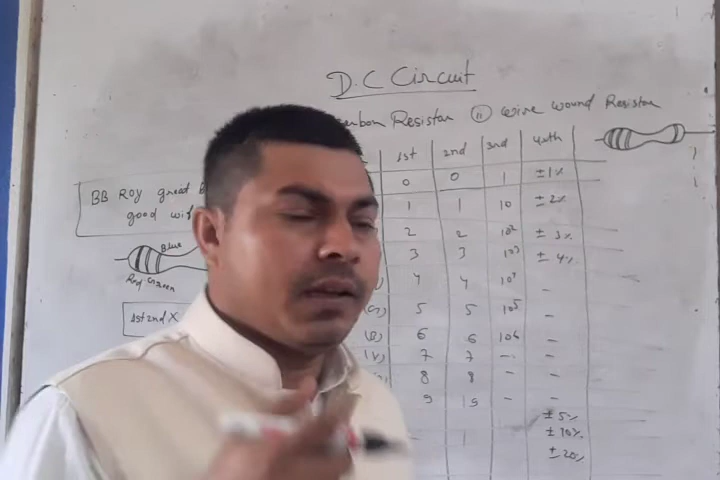 D.C Circuit
Resistor (ii) wire wound Resistor
1st 2nd 3rd 4th
0 0 1 ±1%
BB ROY great B
1 1 10 ±2%
good wif
2 2 10² ±3%
Blue
3 3 10³ ±4%
4 4 10⁴ -
Red Green
1st 2nd X
5 5 10⁵ -
(B) 6 6 10⁶ -
(V) 7 7 - -
8 8 - -
9 9 - -
±5%
±10%
±20%